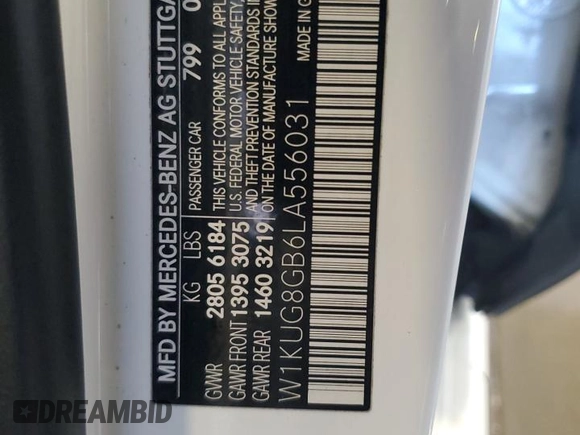 MFD BY MERCEDES-BENZ AG STUTTGA
KG LBS PASSENGER CAR 799
GVWR 2805 6184 THIS VEHICLE CONFORMS TO ALL APPL
GAWR FRONT 1395 3075 U.S. FEDERAL MOTOR VEHICLE SAFETY,
GAWR REAR 1460 3219 AND THEFT PREVENTION STANDARDS I
ON THE DATE OF MANUFACTURE SHOW
W1KUG8GB6LA556031
MADE IN G
DREAMBID